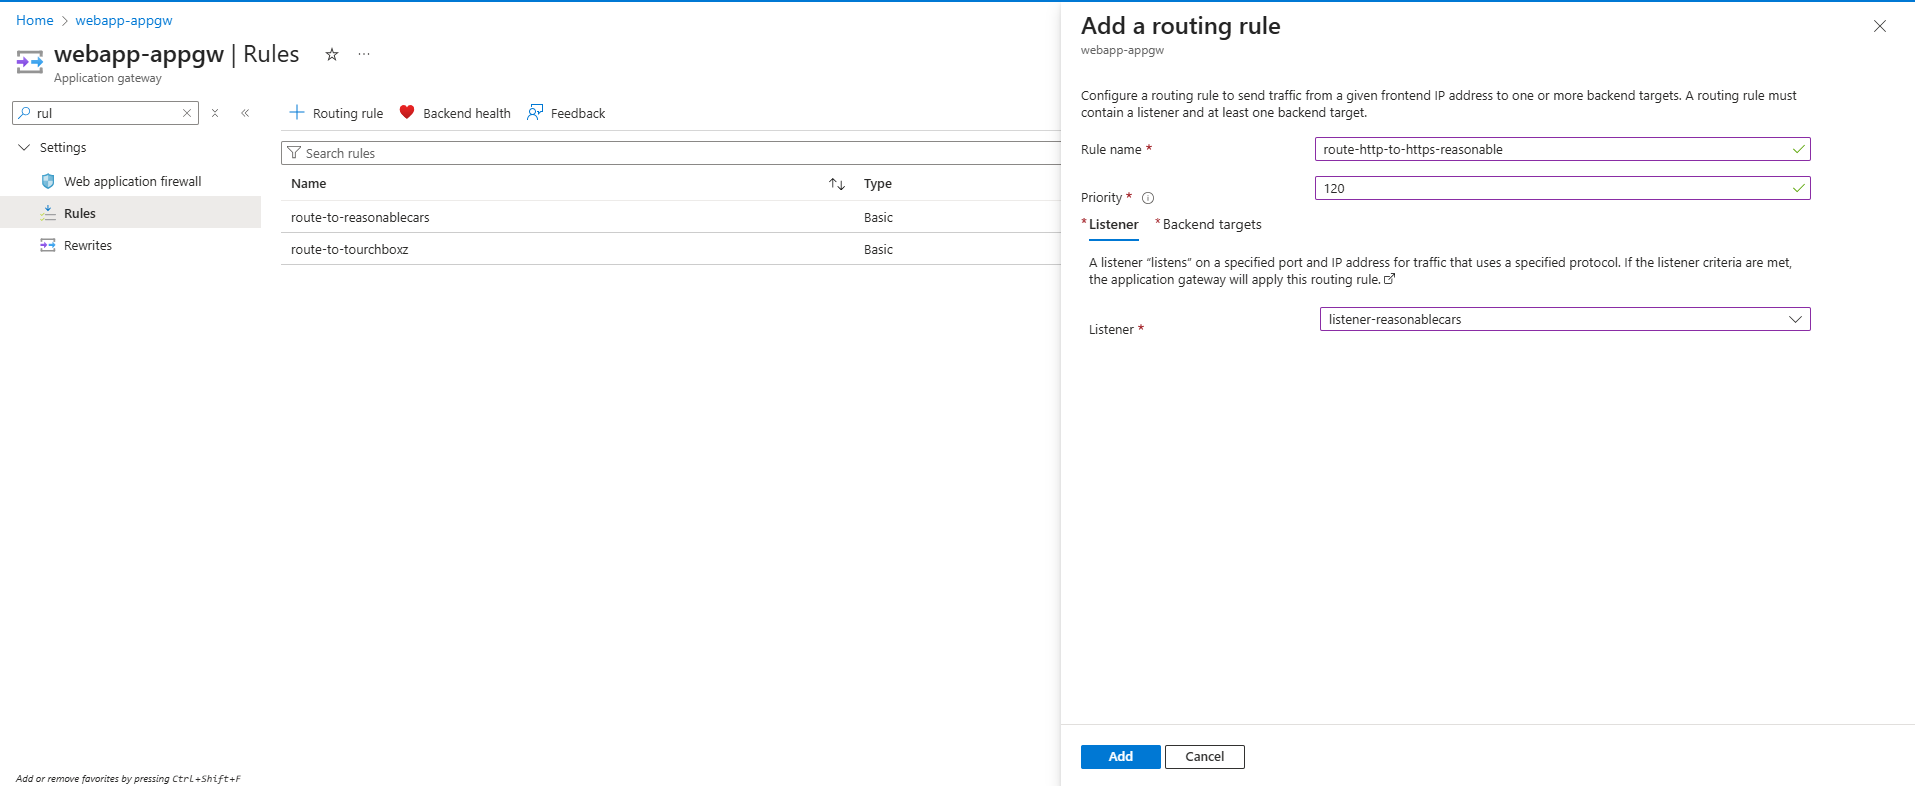 Home > webapp-appgw
webapp-appgw | Rules
Application gateway
rul
Settings
Web application firewall
Rules
Rewrites
Add or remove favorites by pressing Ctrl+Shift+F
Routing rule Backend health Feedback
Search rules
Name Type
route-to-reasonablecars Basic
route-to-tourchboxz Basic
Add a routing rule
webapp-appgw
Configure a routing rule to send traffic from a given frontend IP address to one or more backend targets. A routing rule must
contain a listener and at least one backend target.
Rule name * route-http-to-https-reasonable
Priority * 120
* Listener * Backend targets
A listener “listens” on a specified port and IP address for traffic that uses a specified protocol. If the listener criteria are met,
the application gateway will apply this routing rule.
Listener * listener-reasonablecars
Add Cancel